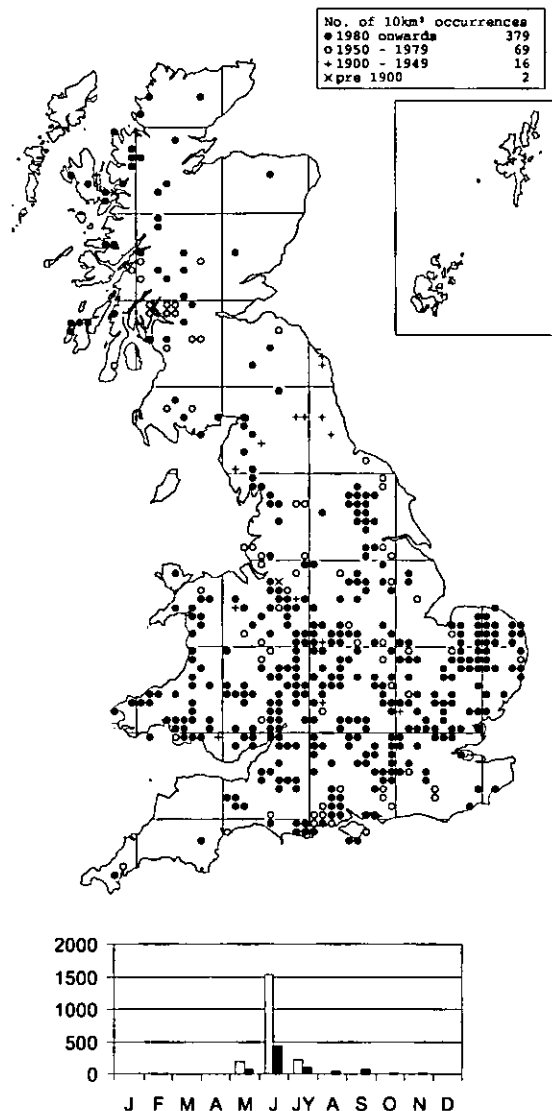 No. of 10km² occurrences
● 1980 onwards 379
○ 1950 - 1979 69
+ 1900 - 1949 16
× pre 1900 2
2000
1500
1000
500
0
J F M A M J JY A S O N D